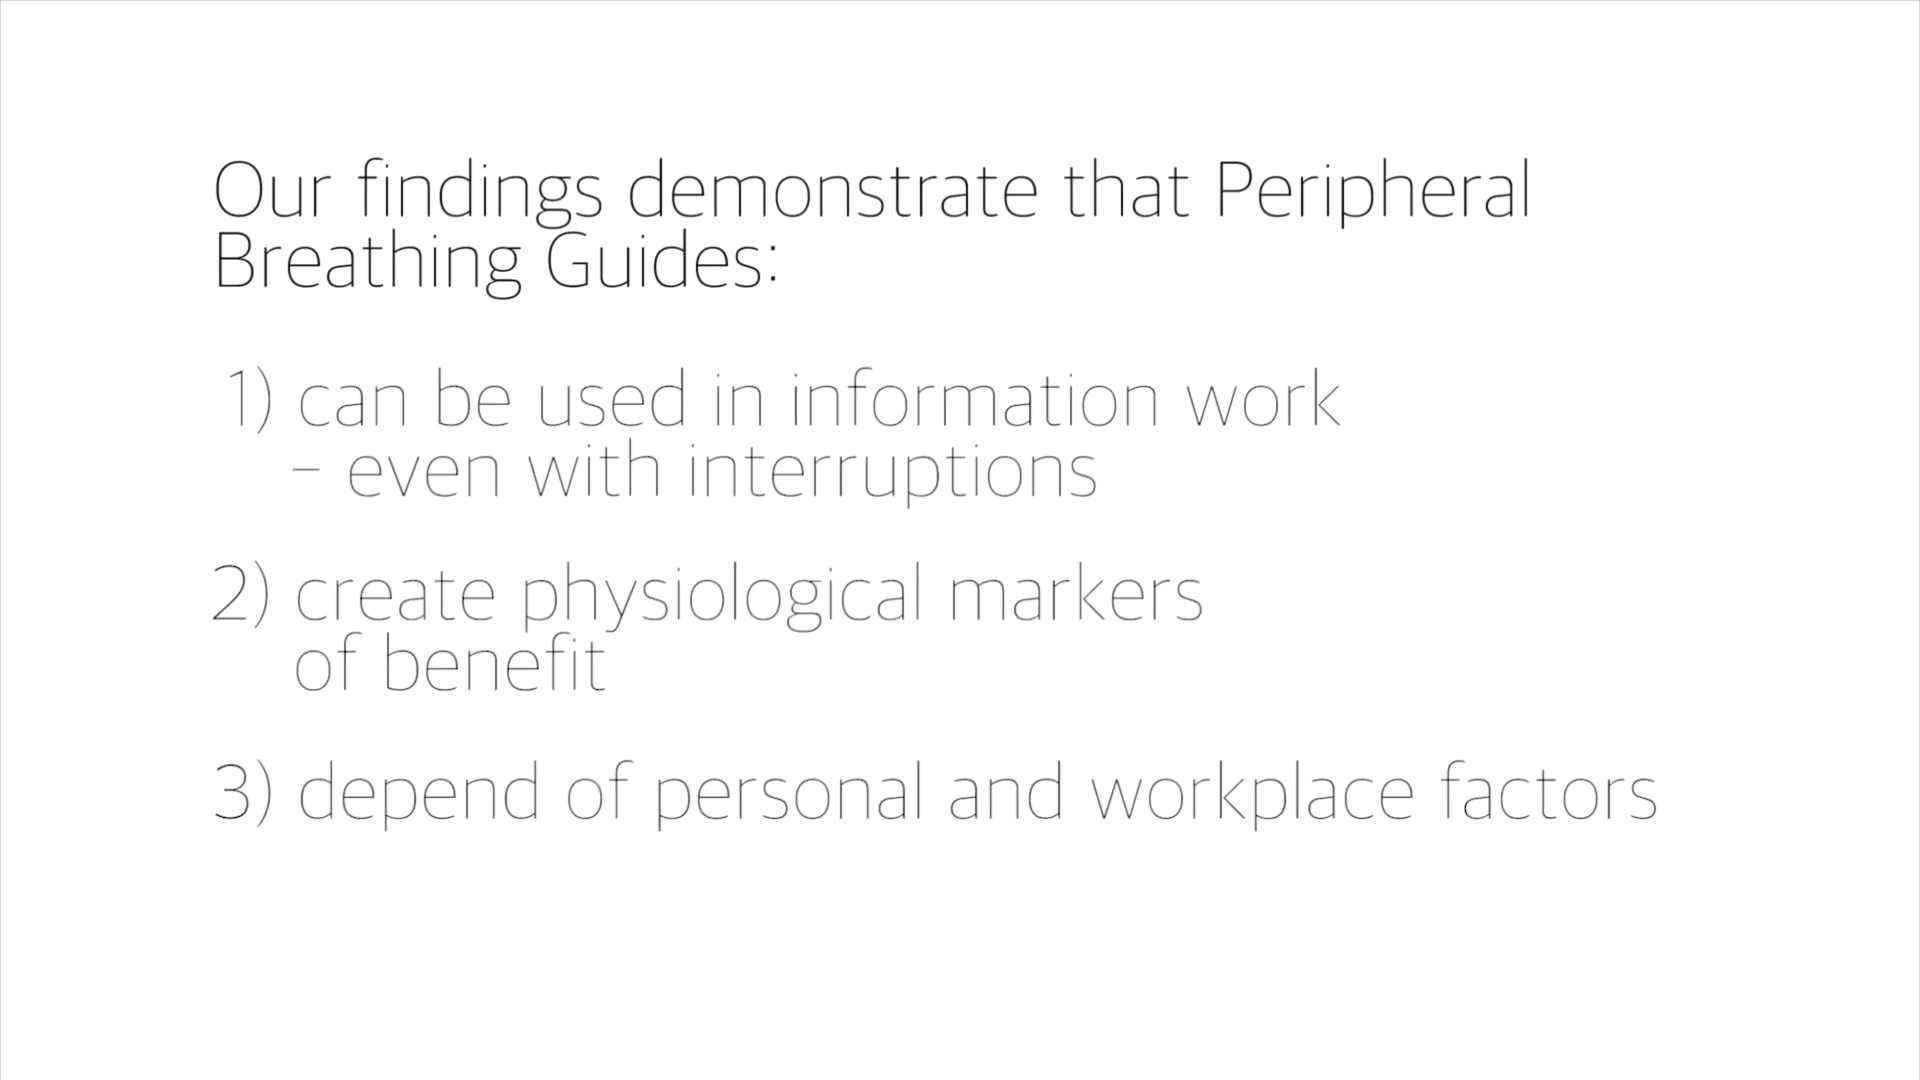 Our findings demonstrate that Peripheral
Breathing Guides:
1) can be used in information work
– even with interruptions
2) create physiological markers
of benefit
3) depend of personal and workplace factors